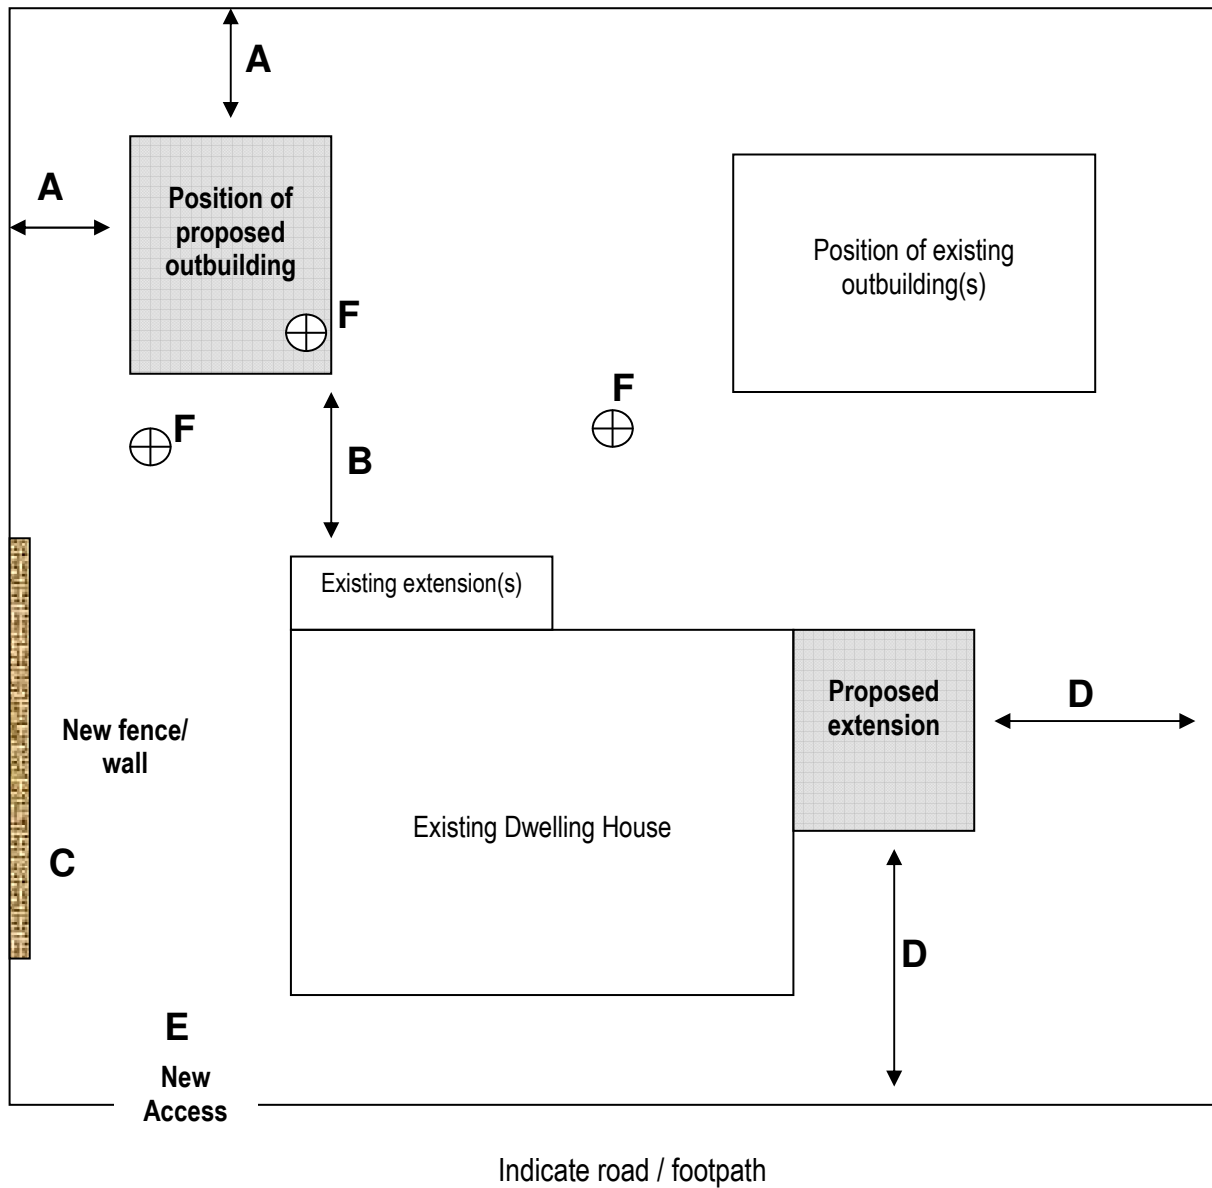 A
A
Position of
proposed
outbuilding
Position of existing
outbuilding(s)
F
F
F
B
Existing extension(s)
Proposed
extension
D
New fence/
wall
Existing Dwelling House
C
D
E
New
Access
Indicate road / footpath